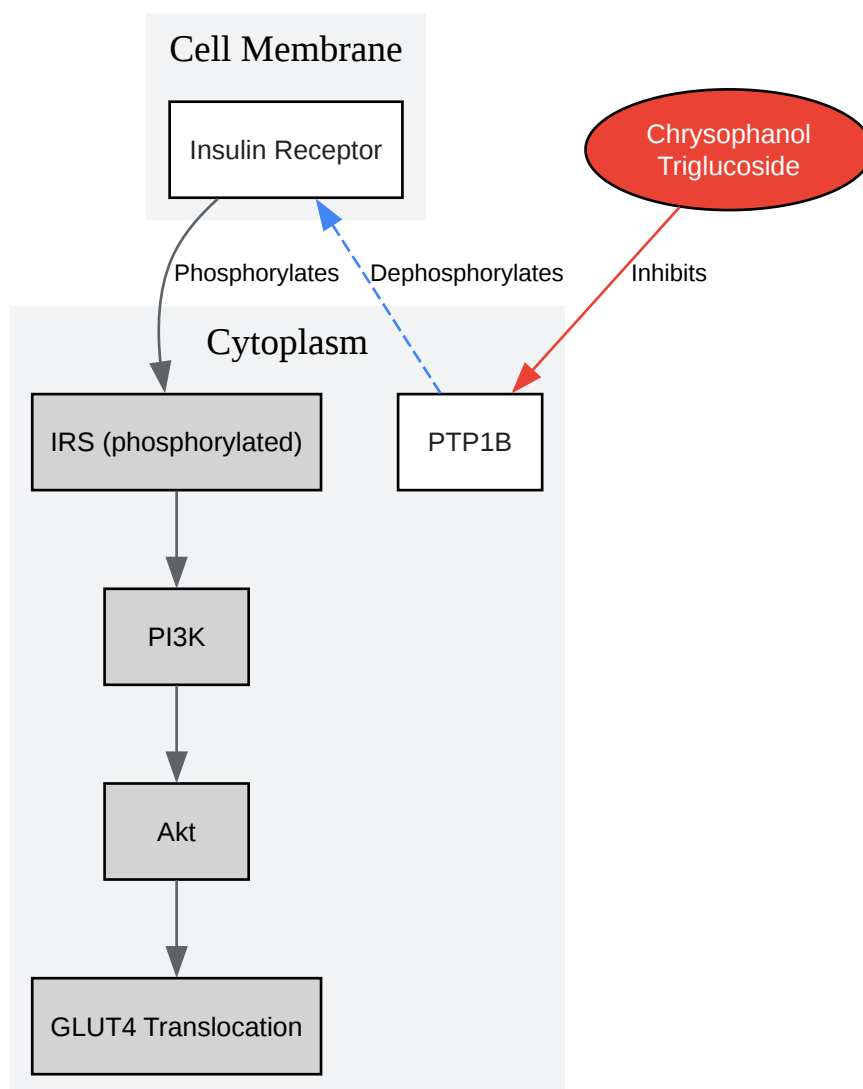 Cell Membrane
Insulin Receptor
Chrysophanol
Triglucoside
Phosphorylates
Dephosphorylates
Inhibits
Cytoplasm
IRS (phosphorylated)
PTP1B
PI3K
Akt
GLUT4 Translocation